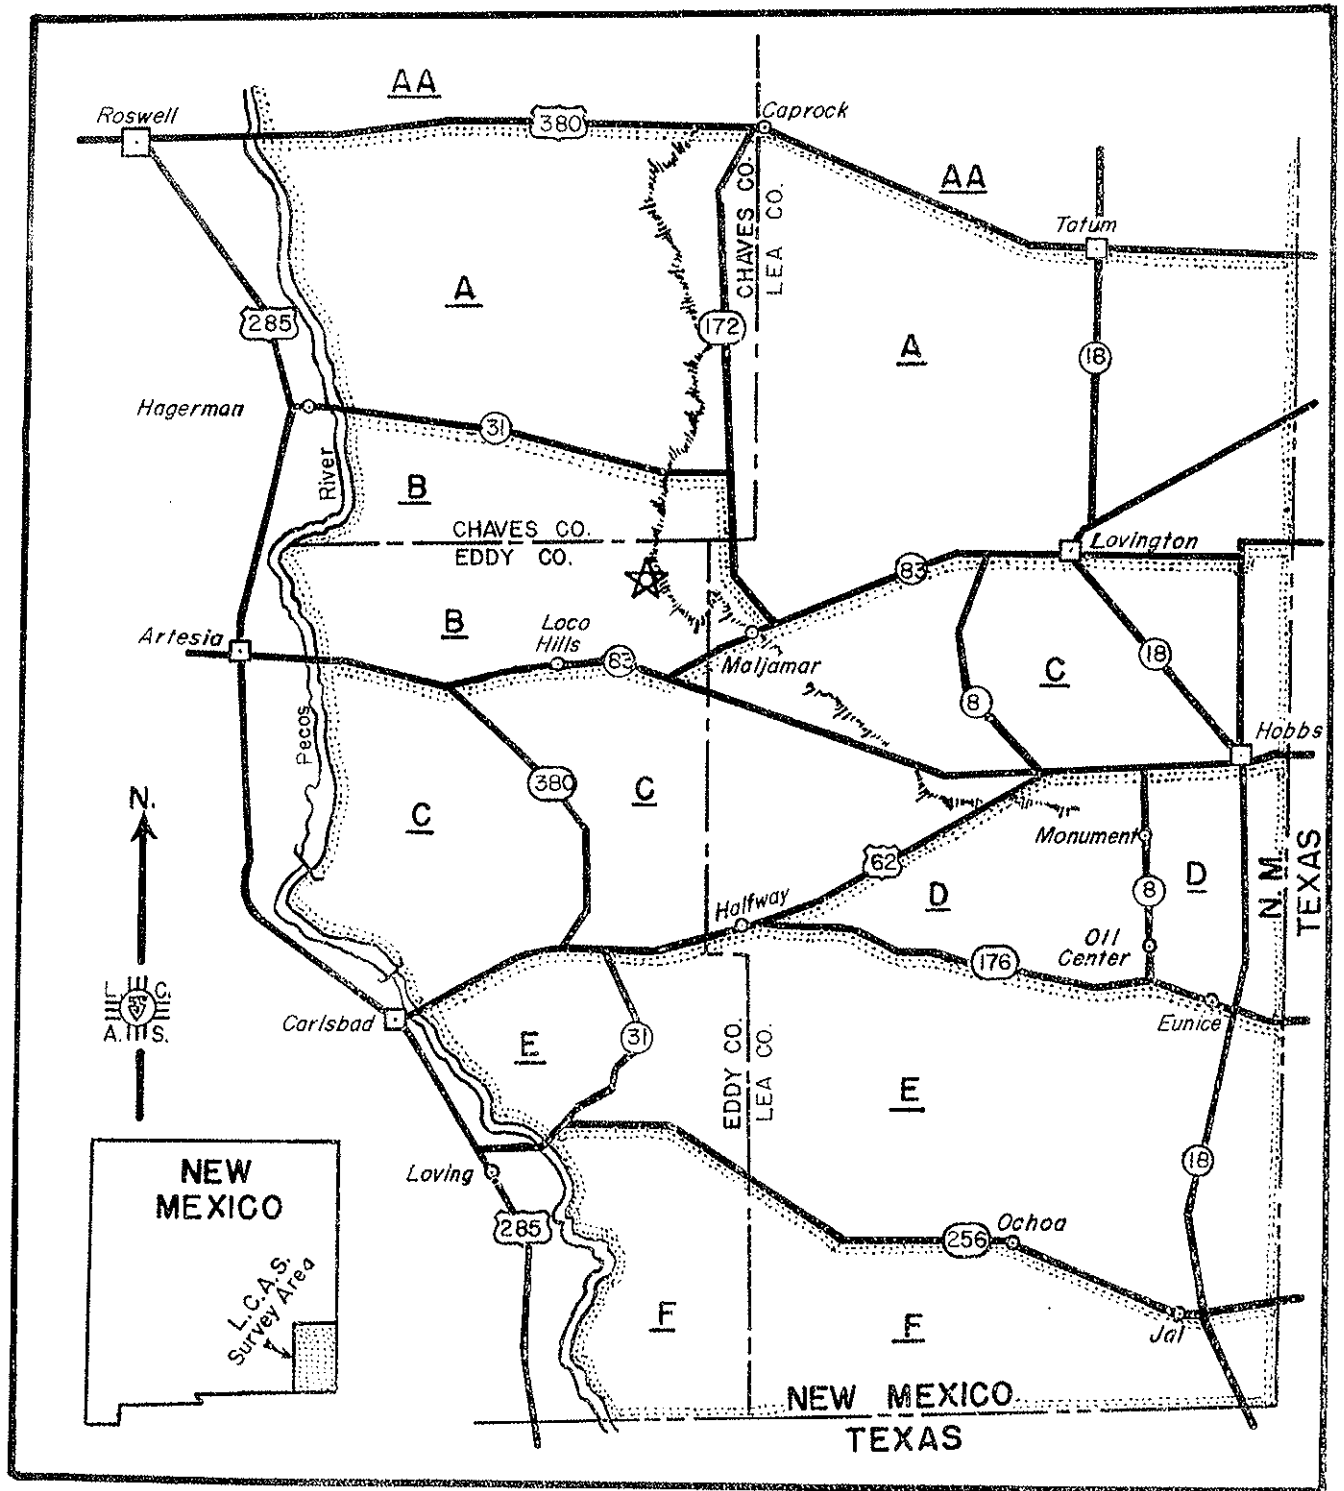 AA
Roswell
380
Caprock
AA
Tatum
CHAVES CO.
LEA CO.
A
285
172
A
18
Hagerman
31
River
B
CHAVES CO.
EDDY CO.
Lovington
83
Artesia
B
Loco
Hills
83
Maljamar
18
C
8
Hobbs
Pecos
380
C
C
N.
Monument
62
D
8
D
N. M.
TEXAS
Halfway
Oil
Center
176
L. C.
A. S.
Carlsbad
Eunice
E
31
EDDY CO.
LEA CO.
E
NEW
MEXICO
Loving
18
285
Ochoa
256
L.C.A.S.
Survey Area
F
F
Jal
NEW MEXICO
TEXAS